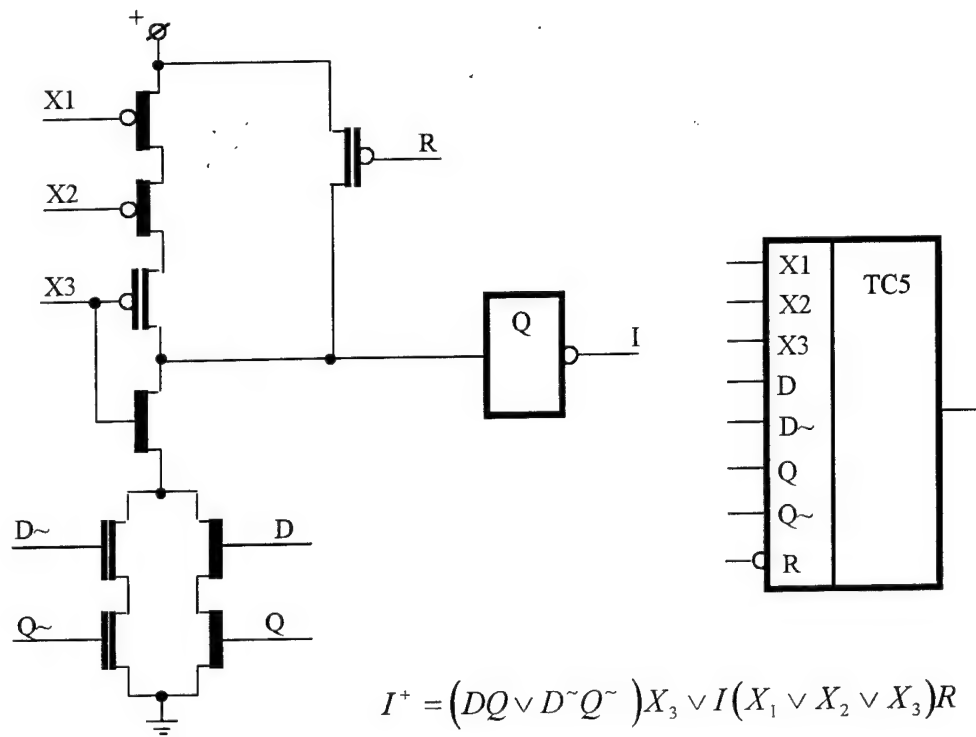 +
X1
R
X2
X3
Q
I
D~
D
Q~
Q
X1
TC5
X2
X3
D
D~
Q
Q~
R
I⁺ = (DQ ∨ D~Q~)X₃ ∨ I(X₁ ∨ X₂ ∨ X₃)R